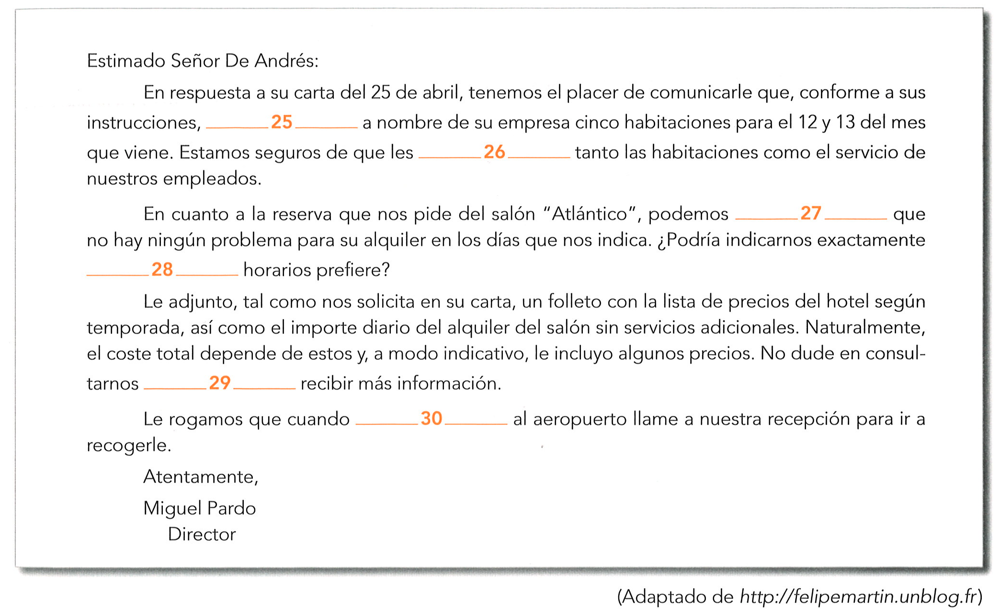 Estimado Señor De Andrés:
En respuesta a su carta del 25 de abril, tenemos el placer de comunicarle que, conforme a sus
instrucciones, ______25______ a nombre de su empresa cinco habitaciones para el 12 y 13 del mes
que viene. Estamos seguros de que les ______26______ tanto las habitaciones como el servicio de
nuestros empleados.
En cuanto a la reserva que nos pide del salón "Atlántico", podemos ______27______ que
no hay ningún problema para su alquiler en los días que nos indica. ¿Podría indicarnos exactamente
______28______ horarios prefiere?
Le adjunto, tal como nos solicita en su carta, un folleto con la lista de precios del hotel según
temporada, así como el importe diario del alquiler del salón sin servicios adicionales. Naturalmente,
el coste total depende de estos y, a modo indicativo, le incluyo algunos precios. No dude en consul-
tarnos ______29______ recibir más información.
Le rogamos que cuando ______30______ al aeropuerto llame a nuestra recepción para ir a
recogerle.
Atentamente,
Miguel Pardo
Director
(Adaptado de http://felipemartin.unblog.fr)